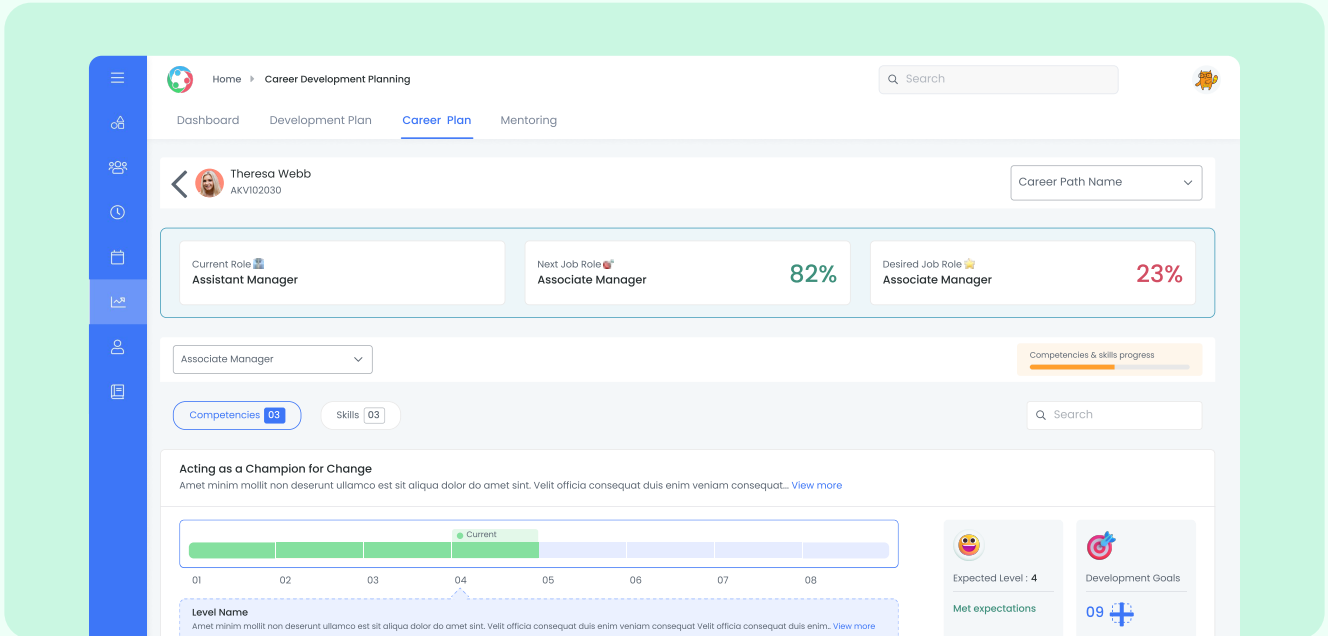 Home Career Development Planning
Search
Dashboard Development Plan Career Plan Mentoring
Theresa Webb
AKV102030
Career Path Name
Current Role
Assistant Manager
Next Job Role
Associate Manager
82%
Desired Job Role
Associate Manager
23%
Associate Manager
Competencies & skills progress
Competencies 03
Skills 03
Search
Acting as a Champion for Change
Amet minim mollit non deserunt ullamco est sit aliqua dolor do amet sint. Velit officia consequat duis enim veniam consequat... View more
Current
01 02 03 04 05 06 07 08
Level Name
Amet minim mollit non deserunt ullamco est sit aliqua dolor do amet sint. Velit officia consequat duis enim veniam consequat Velit officia consequat duis enim.. View more
Expected Level : 4
Met expectations
Development Goals
09